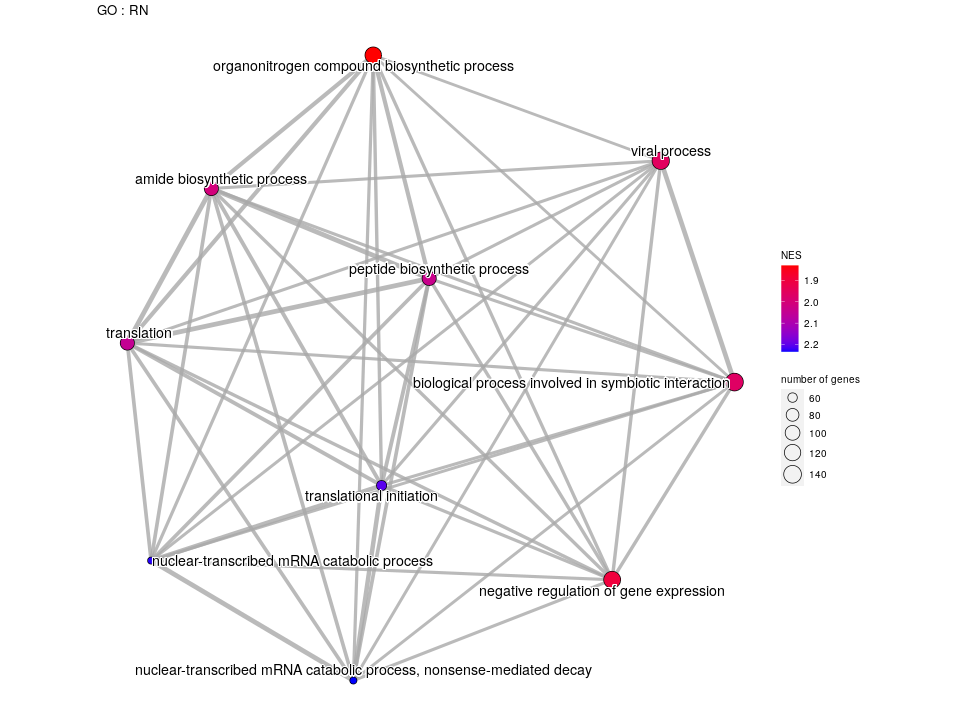 GO : RN
organonitrogen compound biosynthetic process
viral process
amide biosynthetic process
peptide biosynthetic process
translation
biological process involved in symbiotic interaction
translational initiation
nuclear-transcribed mRNA catabolic process
negative regulation of gene expression
nuclear-transcribed mRNA catabolic process, nonsense-mediated decay
NES
1.9
2.0
2.1
2.2
number of genes
60
80
100
120
140